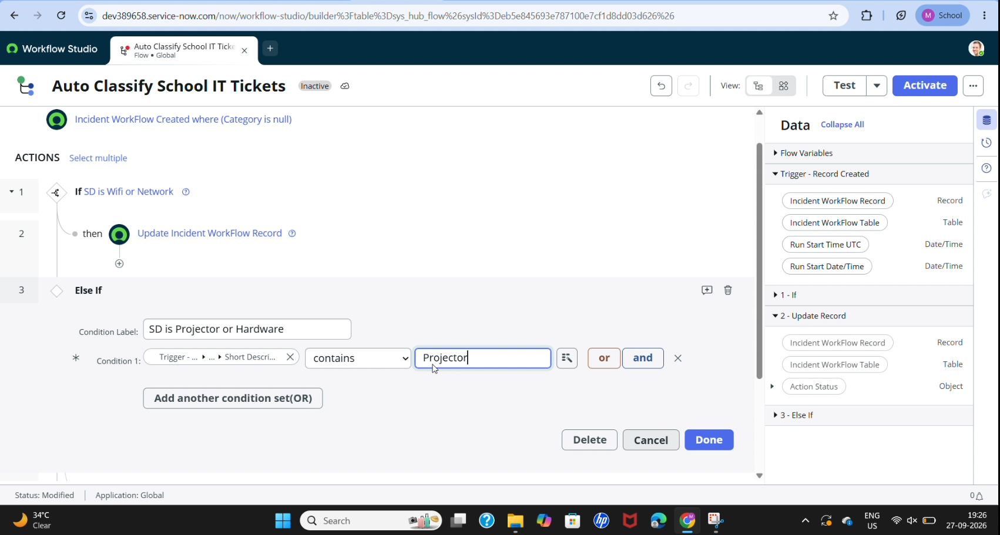 dev389658.service-now.com/now/workflow-studio/builder%3Ftable%3Dsys_hub_flow%26sysId%3Deb5e845693e787100e7cf1d8dd03d626%26
M School
Workflow Studio
Auto Classify School IT Ticke
Flow • Global
Auto Classify School IT Tickets
Inactive
View:
Test
Activate
Incident WorkFlow Created where (Category is null)
ACTIONS Select multiple
1
If SD is Wifi or Network
2
then Update Incident WorkFlow Record
3
Else If
Condition Label: SD is Projector or Hardware
* Condition 1: Trigger - ... ▸ ... ▸ Short Descri... contains Projector or and
Add another condition set(OR)
Delete Cancel Done
Data Collapse All
Flow Variables
Trigger - Record Created
Incident WorkFlow Record Record
Incident WorkFlow Table Table
Run Start Time UTC Date/Time
Run Start Date/Time Date/Time
1 - If
2 - Update Record
Incident WorkFlow Record Record
Incident WorkFlow Table Table
Action Status Object
3 - Else If
Status: Modified Application: Global
0
34°C
Clear
Search
hp
ENG
US
19:26
27-09-2026